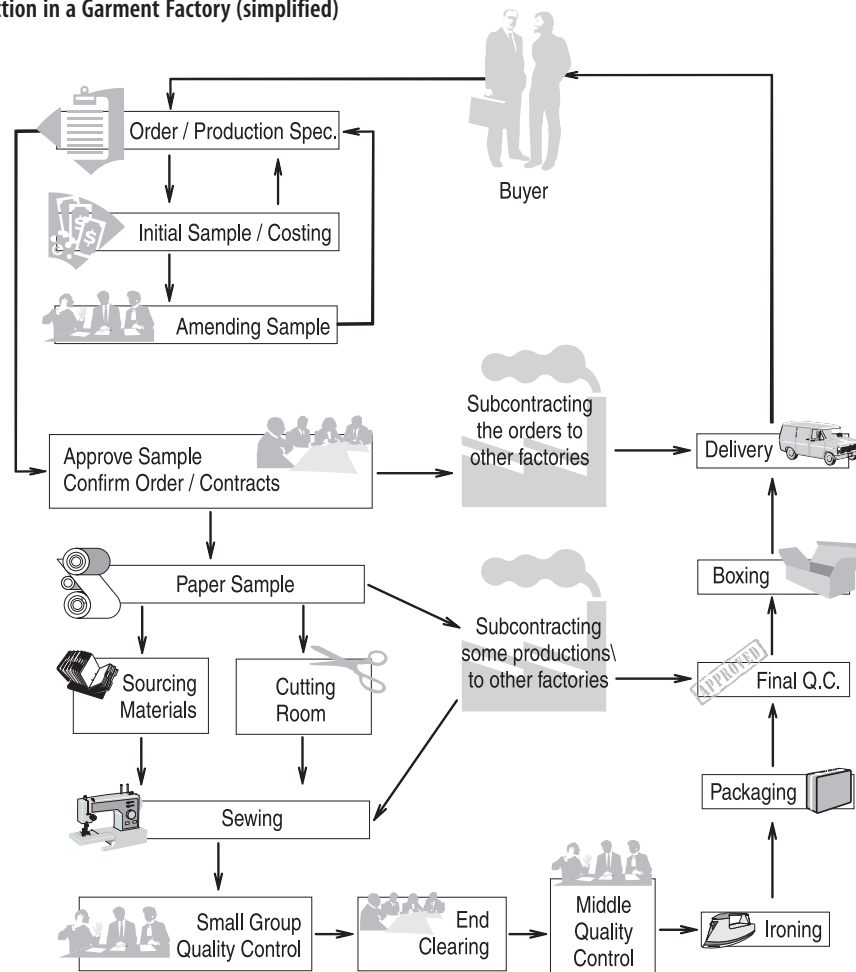 ction in a Garment Factory (simplified)
Buyer
Order / Production Spec.
Initial Sample / Costing
$
$
Amending Sample
Approve Sample
Confirm Order / Contracts
Subcontracting
the orders to
other factories
Delivery
Paper Sample
Boxing
Sourcing
Materials
Cutting
Room
Subcontracting
some productions\
to other factories
APPROVED
Final Q.C.
Packaging
Sewing
Small Group
Quality Control
End
Clearing
Middle
Quality
Control
Ironing